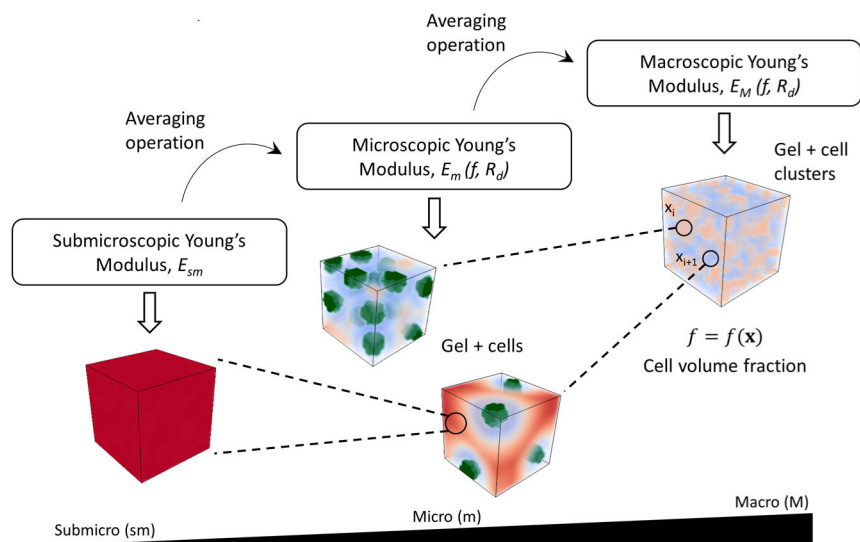 Averaging
operation
Macroscopic Young's
Modulus, E_M (f, R_d)
Averaging
operation
Microscopic Young's
Modulus, E_m (f, R_d)
Gel + cell
clusters
Submicroscopic Young's
Modulus, E_sm
x_i
x_i+1
Gel + cells
f = f(x)
Cell volume fraction
Submicro (sm)
Micro (m)
Macro (M)